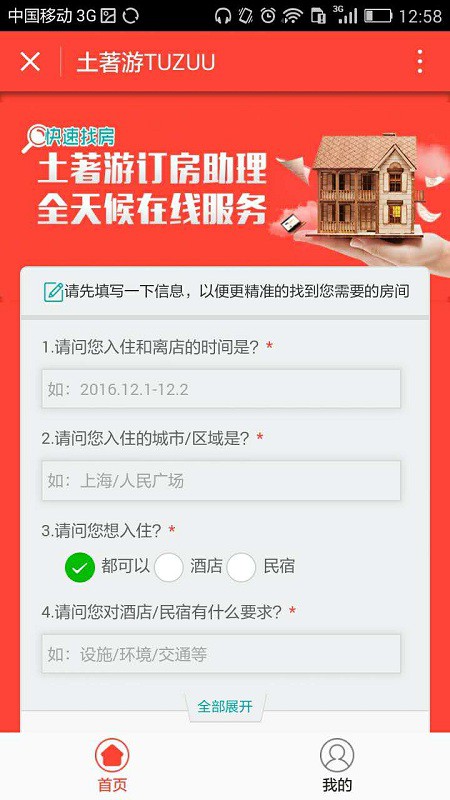 中国移动 3G
3G
12:58
土著游TUZUU
快速找房
土著游订房助理
全天候在线服务
请先填写一下信息，以便更精准的找到您需要的房间
1.请问您入住和离店的时间是？*
如：2016.12.1-12.2
2.请问您入住的城市/区域是？*
如：上海/人民广场
3.请问您想入住？*
都可以 酒店 民宿
4.请问您对酒店/民宿有什么要求？*
如：设施/环境/交通等
全部展开
首页 我的